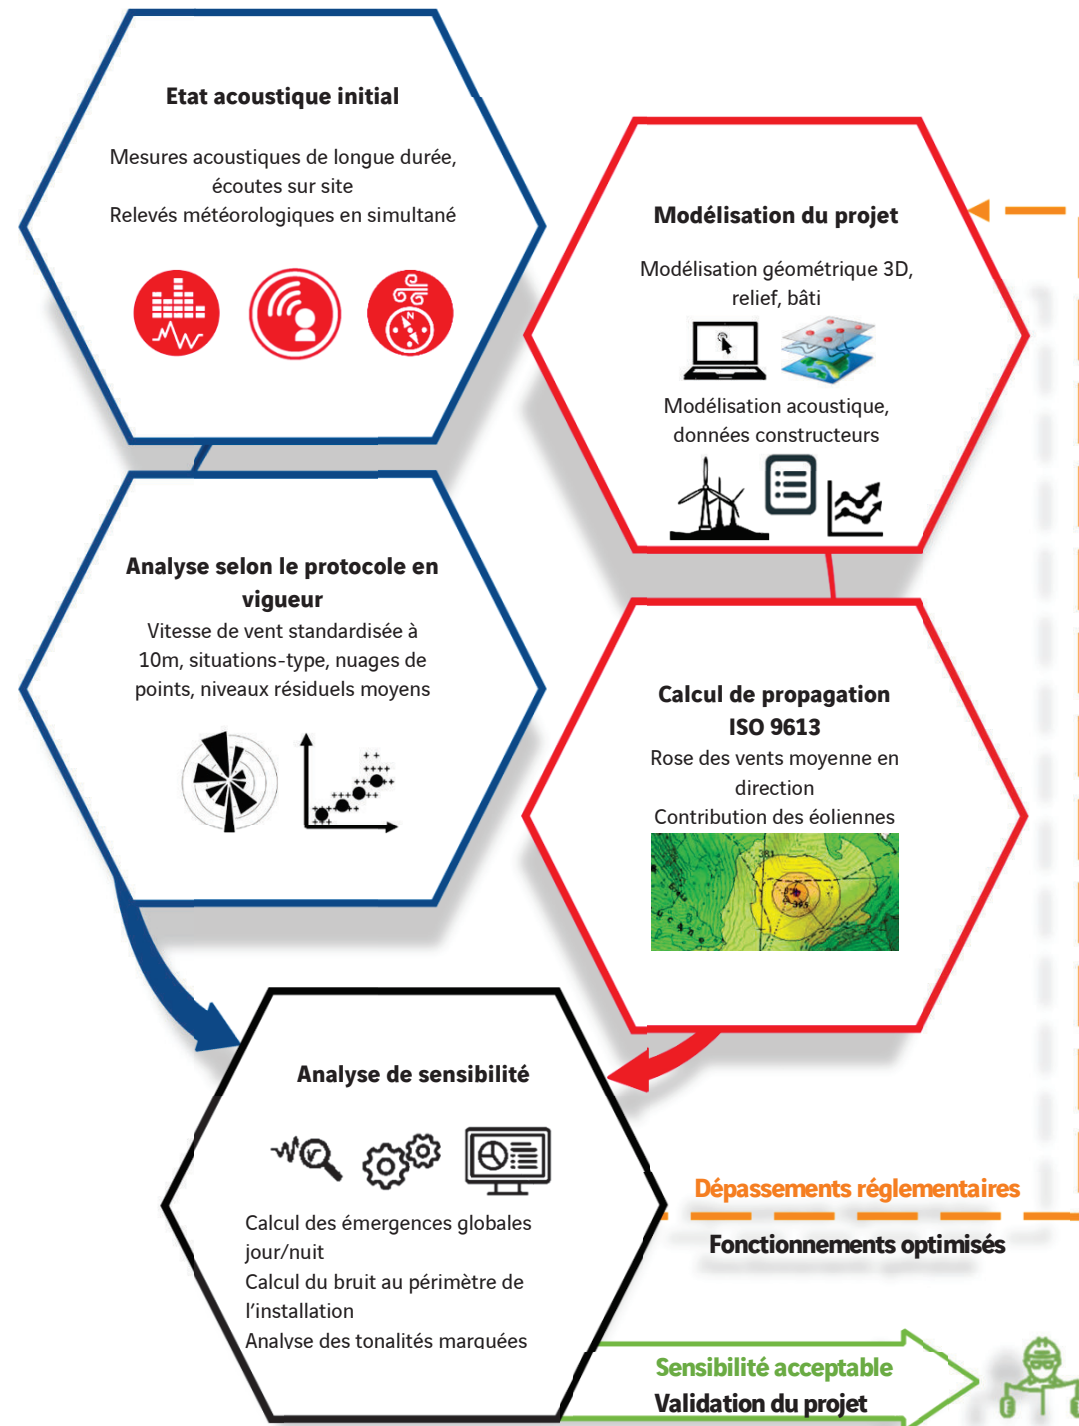 Etat acoustique initial
Mesures acoustiques de longue durée,
écoutes sur site
Relevés météorologiques en simultané
Modélisation du projet
Modélisation géométrique 3D,
relief, bâti
Modélisation acoustique,
données constructeurs
Analyse selon le protocole en
vigueur
Vitesse de vent standardisée à
10m, situations-type, nuages de
points, niveaux résiduels moyens
Calcul de propagation
ISO 9613
Rose des vents moyenne en
direction
Contribution des éoliennes
381
Analyse de sensibilité
Calcul des émergences globales
jour/nuit
Calcul du bruit au périmètre de
l'installation
Analyse des tonalités marquées
Dépassements réglementaires
Fonctionnements optimisés
Sensibilité acceptable
Validation du projet